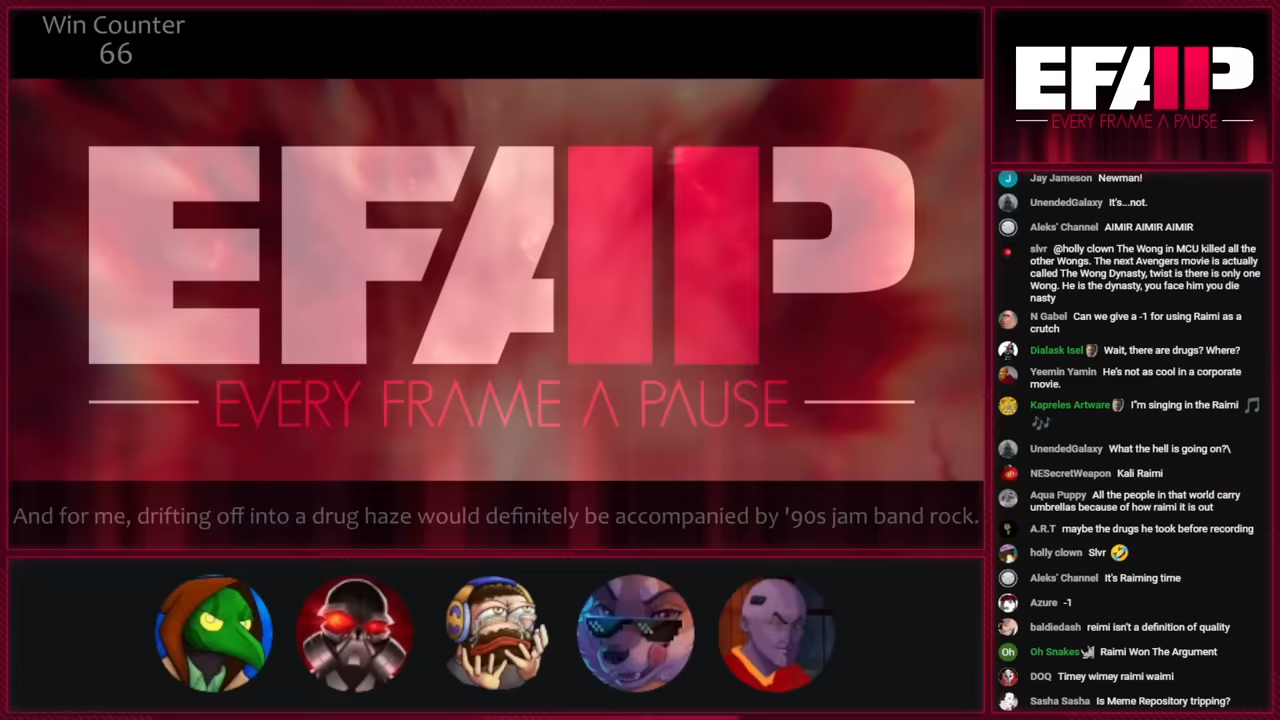 Win Counter
66
EFAP
EVERY FRAME A PAUSE
And for me, drifting off into a drug haze would definitely be accompanied by '90s jam band rock.
EFAP
EVERY FRAME A PAUSE
J
Jay Jameson Newman!
UnendedGalaxy It's...not.
Aleks' Channel AIMIR AIMIR AIMIR
slvr @holly clown The Wong in MCU killed all the
other Wongs. The next Avengers movie is actually
called The Wong Dynasty, twist is there is only one
Wong. He is the dynasty, you face him you die
nasty
N Gabel Can we give a -1 for using Raimi as a
crutch
Dialask Isel Wait, there are drugs? Where?
Yeemin Yamin He's not as cool in a corporate
movie.
Kapreles Artware I"m singing in the Raimi
UnendedGalaxy What the hell is going on?\
NESecretWeapon Kali Raimi
Aqua Puppy All the people in that world carry
umbrellas because of how raimi it is out
A.R.T maybe the drugs he took before recording
holly clown Slvr
Aleks' Channel It's Raiming time
Azure -1
baldiedash reimi isn't a definition of quality
Oh
Oh Snakes Raimi Won The Argument
DOQ Timey wimey raimi waimi
Sasha Sasha Is Meme Repository tripping?